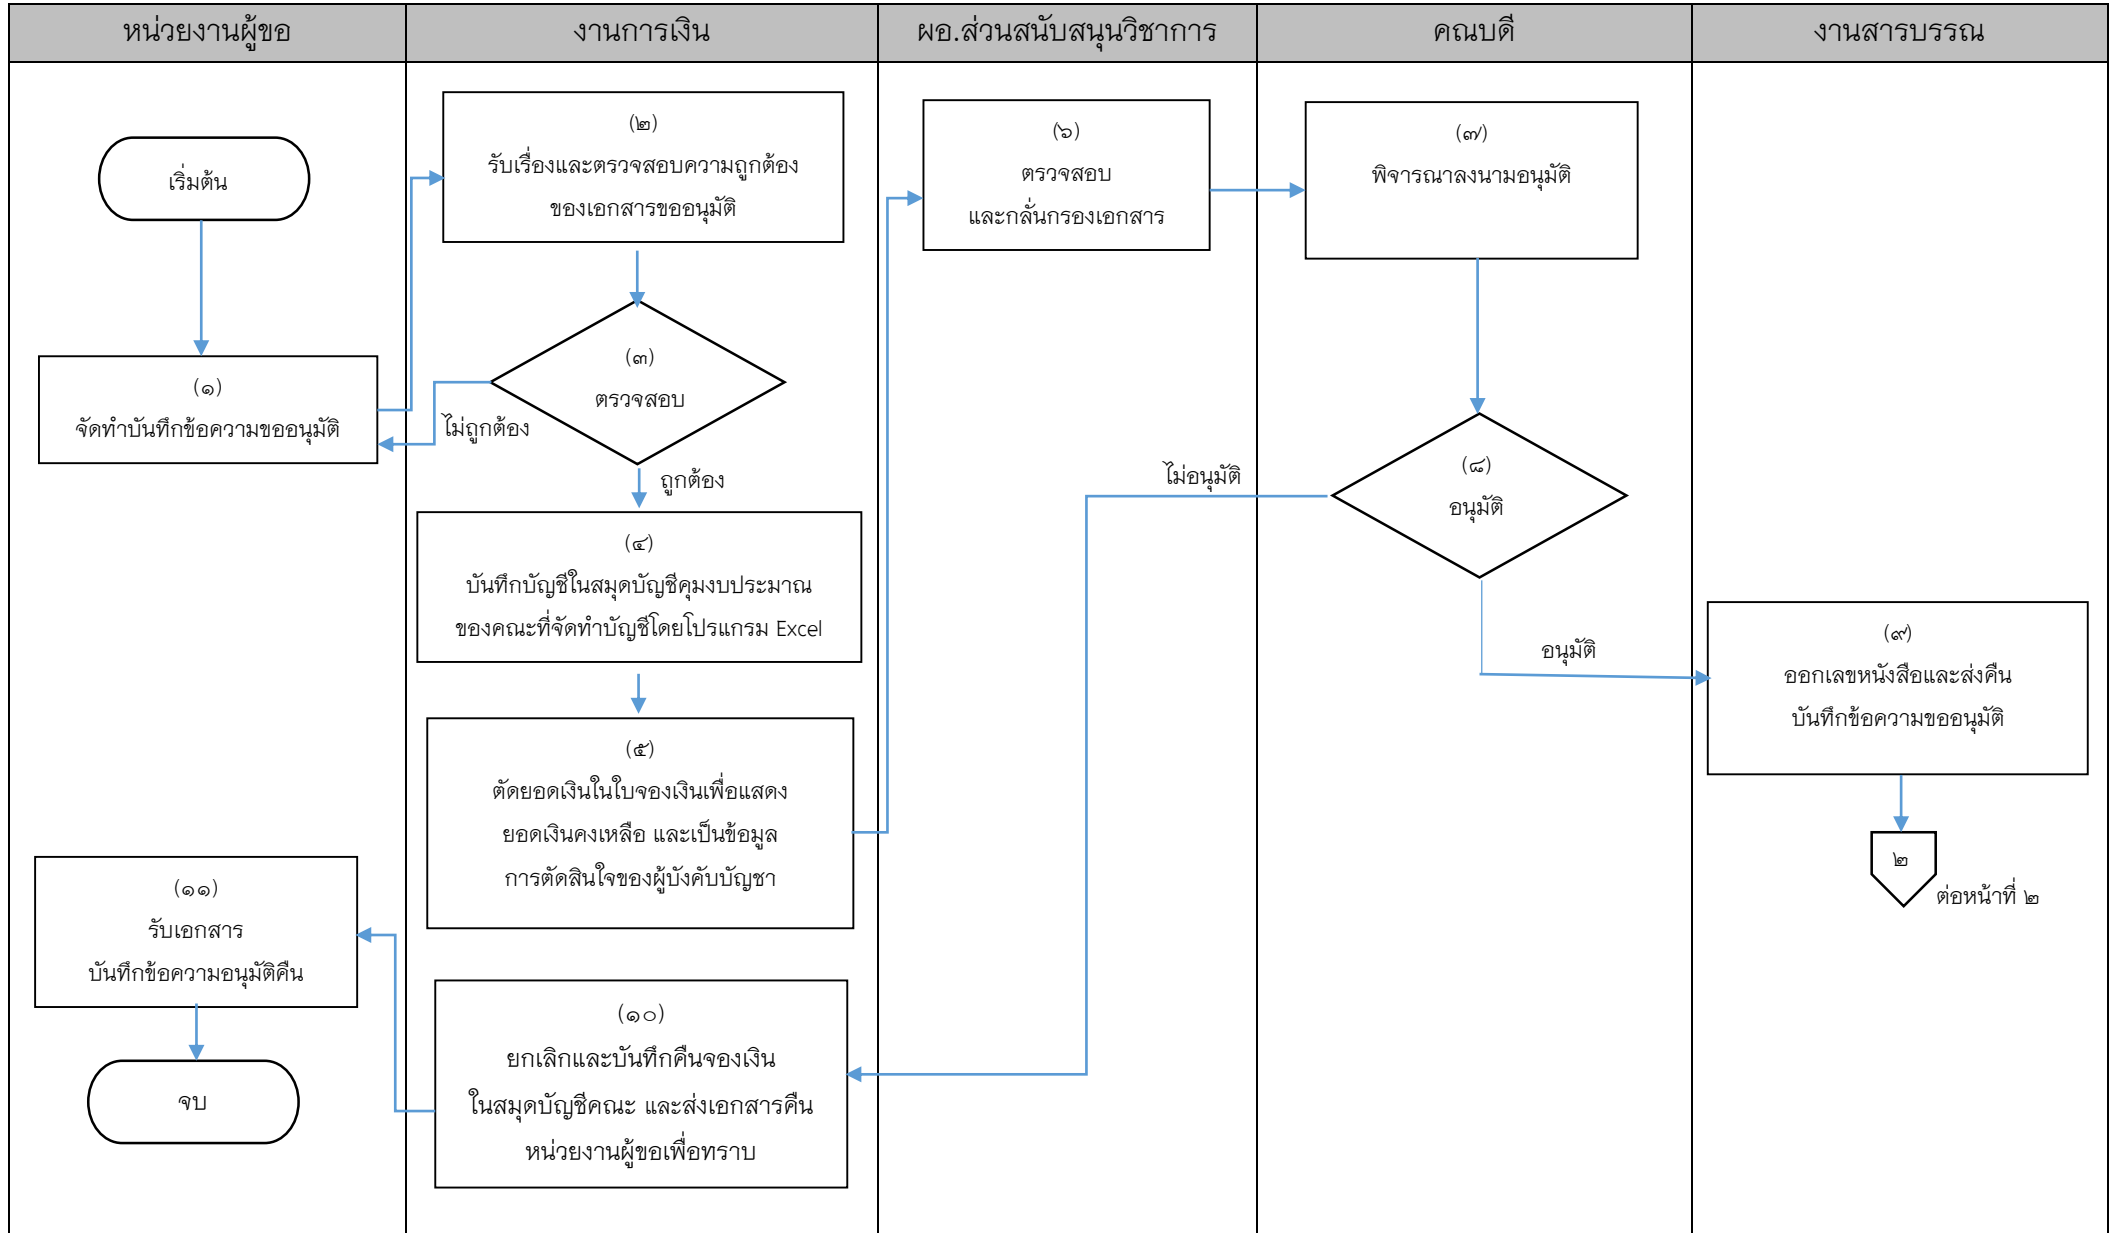 หน่วยงานผู้ขอ
งานการเงิน
ผอ.ส่วนสนับสนุนวิชาการ
คณบดี
งานสารบรรณ
เริ่มต้น
(๑)
จัดทำบันทึกข้อความขออนุมัติ
(๒)
รับเรื่องและตรวจสอบความถูกต้อง
ของเอกสารขออนุมัติ
(๓)
ตรวจสอบ
ไม่ถูกต้อง
ถูกต้อง
(๔)
บันทึกบัญชีในสมุดบัญชีคุมงบประมาณ
ของคณะที่จัดทำบัญชีโดยโปรแกรม Excel
(๕)
ตัดยอดเงินในใบจองเงินเพื่อแสดง
ยอดเงินคงเหลือ และเป็นข้อมูล
การตัดสินใจของผู้บังคับบัญชา
(๖)
ตรวจสอบ
และกลั่นกรองเอกสาร
(๗)
พิจารณาลงนามอนุมัติ
(๘)
อนุมัติ
ไม่อนุมัติ
อนุมัติ
(๙)
ออกเลขหนังสือและส่งคืน
บันทึกข้อความขออนุมัติ
๒
ต่อหน้าที่ ๒
(๑๐)
ยกเลิกและบันทึกคืนจองเงิน
ในสมุดบัญชีคณะ และส่งเอกสารคืน
หน่วยงานผู้ขอเพื่อทราบ
(๑๑)
รับเอกสาร
บันทึกข้อความอนุมัติคืน
จบ